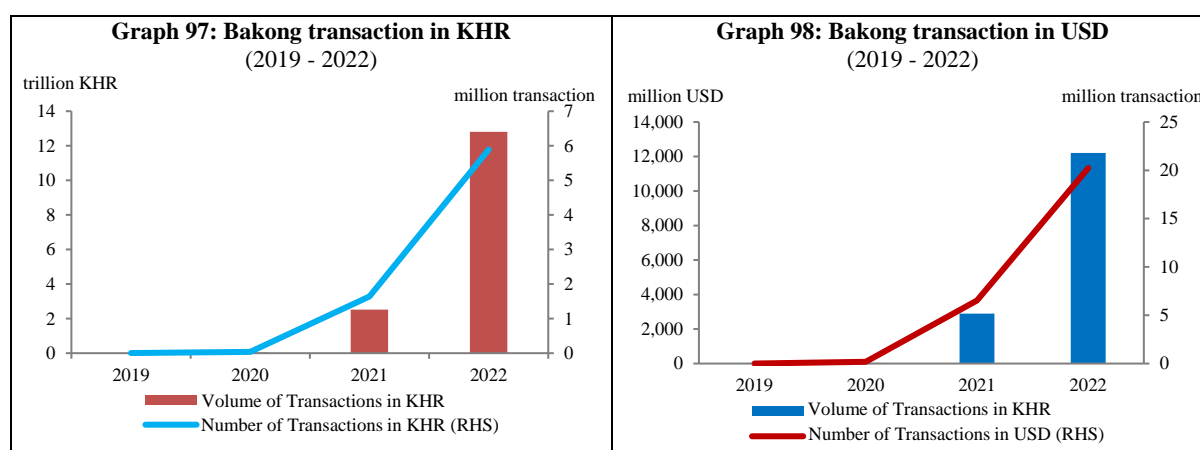 Graph 97: Bakong transaction in KHR
(2019 - 2022)
trillion KHR
million transaction
14
12
10
8
6
4
2
0
7
6
5
4
3
2
1
0
2019 2020 2021 2022
Volume of Transactions in KHR
Number of Transactions in KHR (RHS)
Graph 98: Bakong transaction in USD
(2019 - 2022)
million USD
million transaction
14,000
12,000
10,000
8,000
6,000
4,000
2,000
0
25
20
15
10
5
0
2019 2020 2021 2022
Volume of Transactions in KHR
Number of Transactions in USD (RHS)